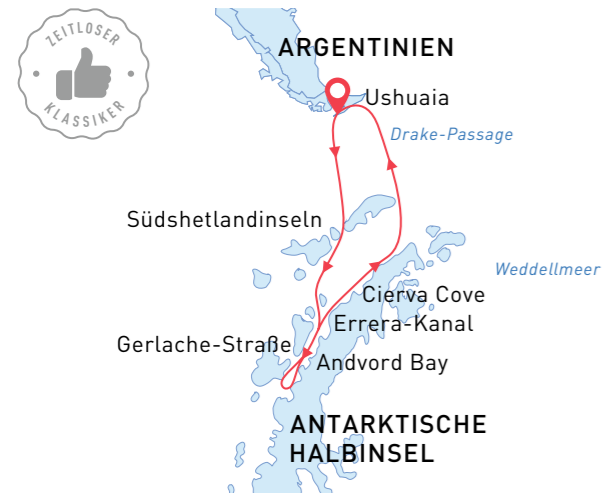 ZEITLOSER
KLASSIKER
ARGENTINIEN
Ushuaia
Drake-Passage
Südshetlandinseln
Weddellmeer
Cierva Cove
Errera-Kanal
Gerlache-Straße
Andvord Bay
ANTARKTISCHE
HALBINSEL